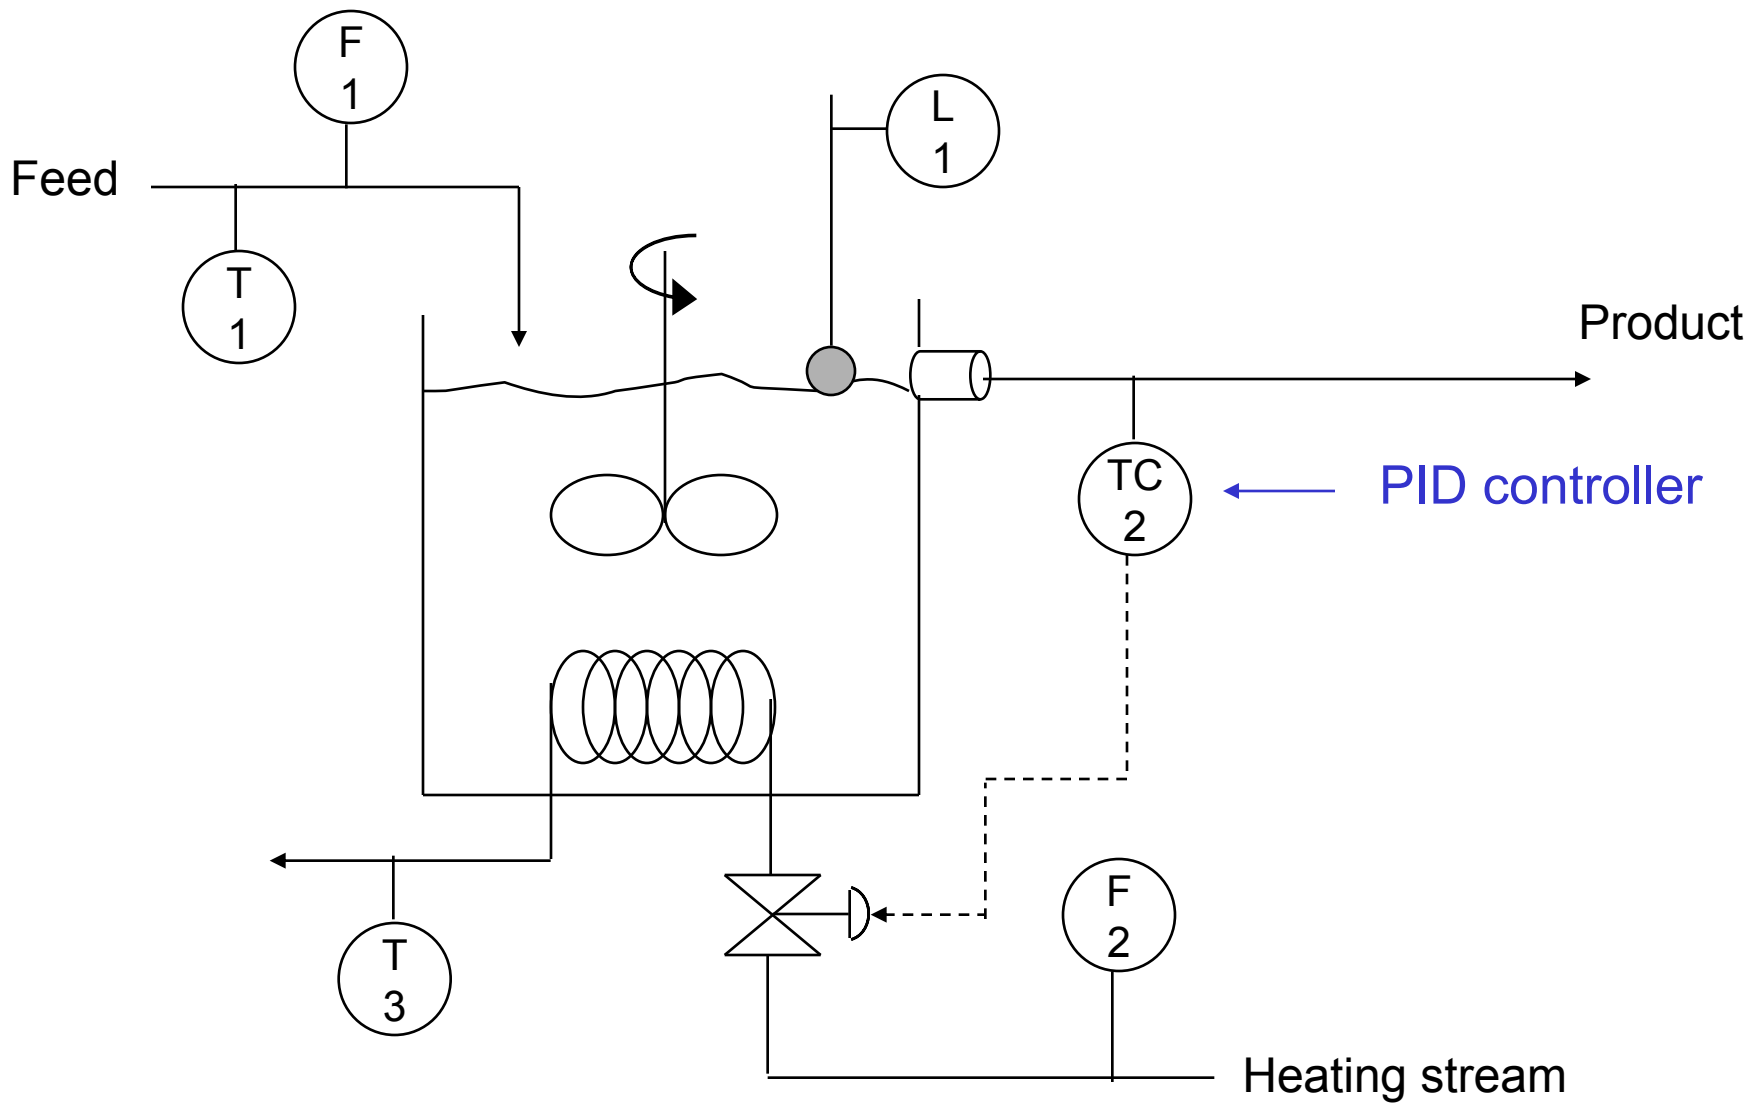 F
1
L
1
Feed
T
1
Product
TC
2
PID controller
F
2
T
3
Heating stream